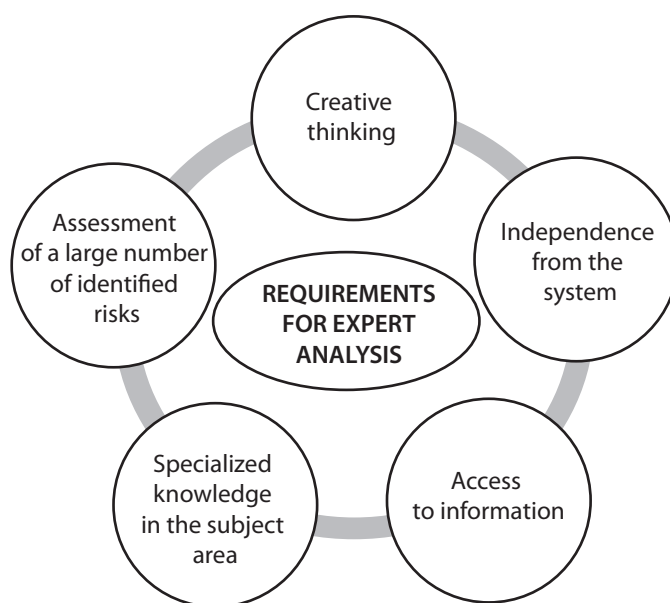 Creative
thinking
Independence
from the
system
Access
to information
Specialized
knowledge
in the subject
area
Assessment
of a large number
of identified
risks
REQUIREMENTS
FOR EXPERT
ANALYSIS